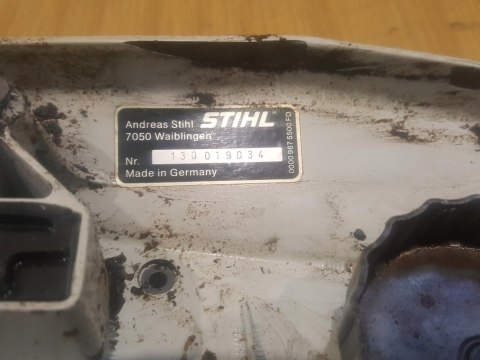 Andreas Stihl STIHL
7050 Waiblingen
Nr. 130019034
Made in Germany
0000 967 5500 FD